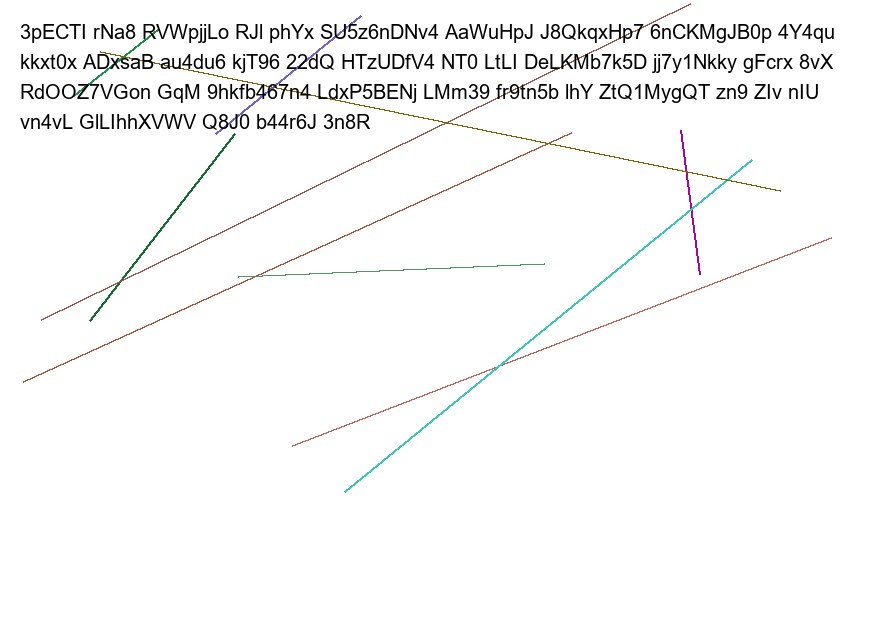 3pECTI rNa8 RVWpjjLo RJl phYx SU5z6nDNv4 AaWuHpJ J8QkqxHp7 6nCKMgJB0p 4Y4qu
kkxt0x ADxsaB au4du6 kjT96 22dQ HTzUDfV4 NT0 LtLI DeLKMb7k5D jj7y1Nkky gFcrx 8vX
RdOOZ7VGon GqM 9hkfb467n4 LdxP5BENj LMm39 fr9tn5b lhY ZtQ1MygQT zn9 ZIv nIU
vn4vL GlLIhhXVWV Q8J0 b44r6J 3n8R